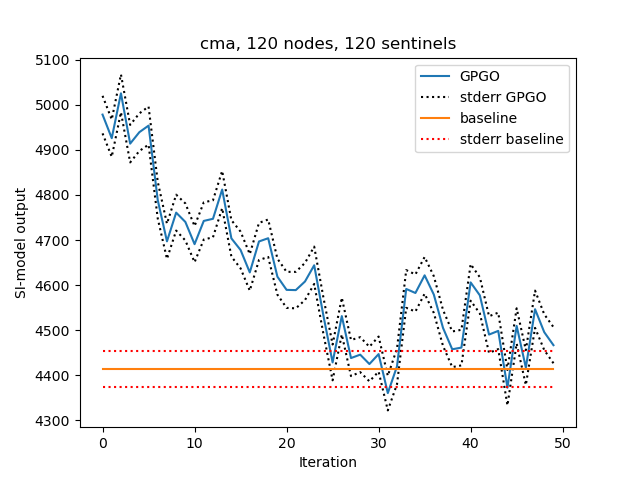 cma, 120 nodes, 120 sentinels
5100
5000
4900
4800
4700
4600
4500
4400
4300
SI-model output
GPGO
stderr GPGO
baseline
stderr baseline
0 10 20 30 40 50
Iteration